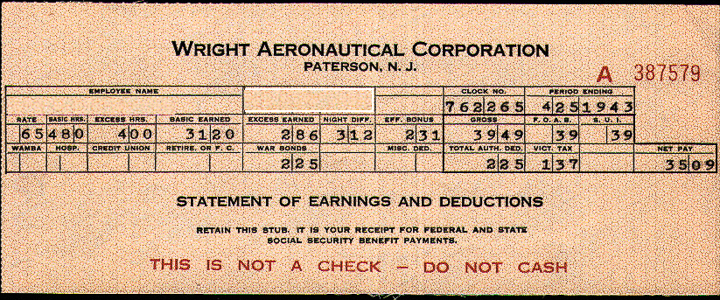 WRIGHT AERONAUTICAL CORPORATION
PATERSON, N. J.
A 387579
EMPLOYEE NAME CLOCK NO. PERIOD ENDING
762265 4251943
RATE BASIC HRS. EXCESS HRS. BASIC EARNED EXCESS EARNED NIGHT DIFF. EFF. BONUS GROSS F. O. A. B. S. U. I.
65 480 400 3120 286 312 231 3949 39 39
WAMBA HOSP. CREDIT UNION RETIRE. OR F. C. WAR BONDS MISC. DED. TOTAL AUTH. DED. VICT. TAX NET PAY
225 225 137 3509
STATEMENT OF EARNINGS AND DEDUCTIONS
RETAIN THIS STUB. IT IS YOUR RECEIPT FOR FEDERAL AND STATE
SOCIAL SECURITY BENEFIT PAYMENTS.
THIS IS NOT A CHECK — DO NOT CASH